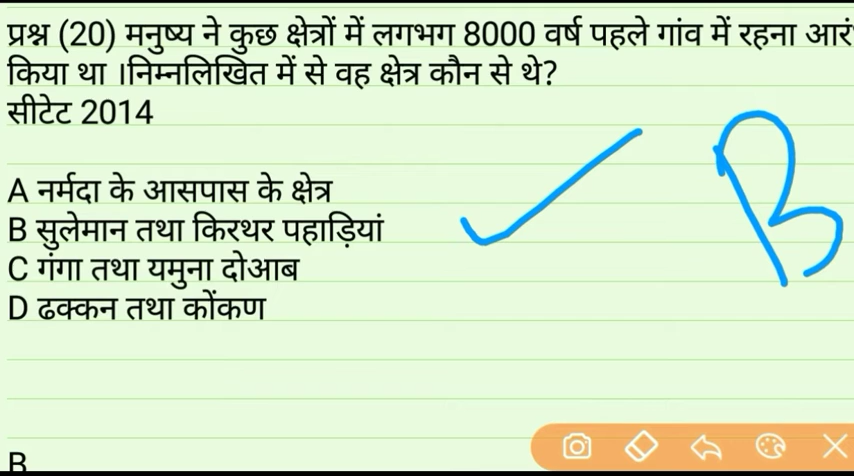 प्रश्न (20) मनुष्य ने कुछ क्षेत्रों में लगभग 8000 वर्ष पहले गांव में रहना आरं
किया था ।निम्नलिखित में से वह क्षेत्र कौन से थे?
सीटेट 2014
A नर्मदा के आसपास के क्षेत्र
B सुलेमान तथा किरथर पहाड़ियां
C गंगा तथा यमुना दोआब
D ढक्कन तथा कोंकण
B
B